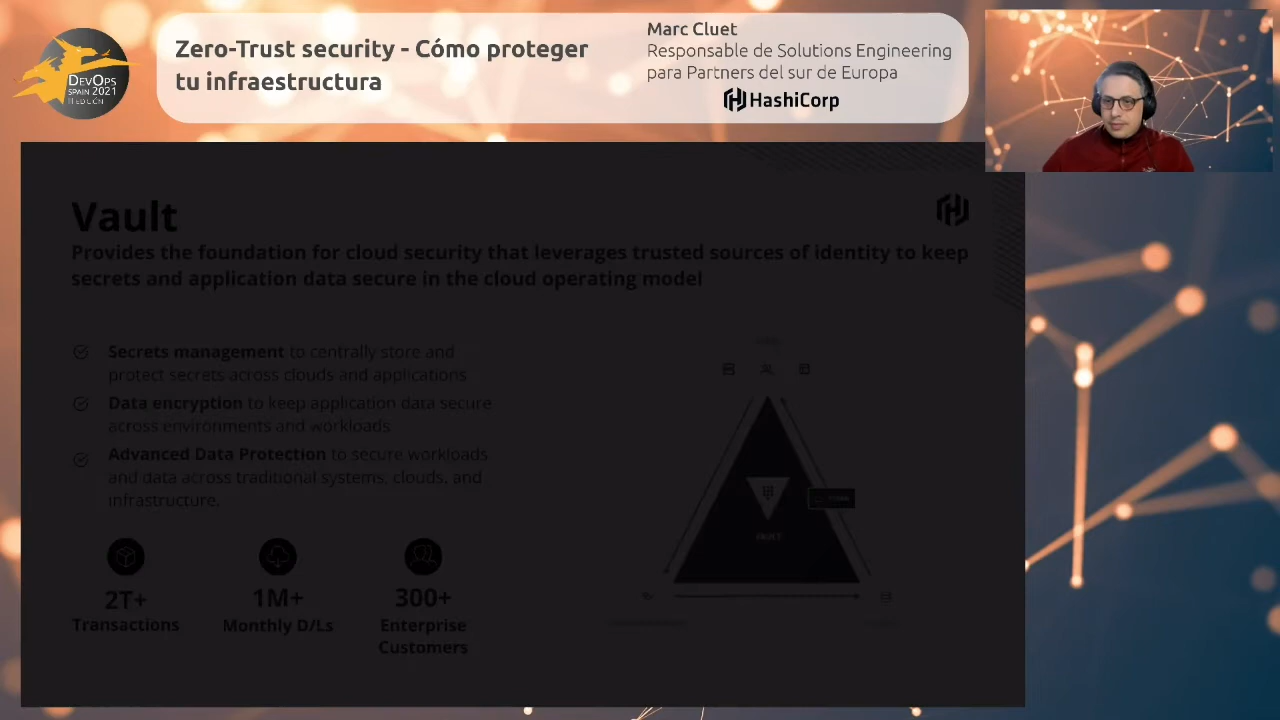 DEVOPS
SPAIN 2021
Zero-Trust security - Cómo proteger
tu infraestructura
Marc Cluet
Responsable de Solutions Engineering
para Partners del sur de Europa
HashiCorp
Vault
Provides the foundation for cloud security that leverages trusted sources of identity to keep
secrets and application data secure in the cloud operating model
Secrets management to centrally store and
protect secrets across clouds and applications
Data encryption to keep application data secure
across environments and workloads
Advanced Data Protection to secure workloads
and data across traditional systems, clouds, and
infrastructure.
2T+
Transactions
1M+
Monthly D/Ls
300+
Enterprise
Customers
VAULT